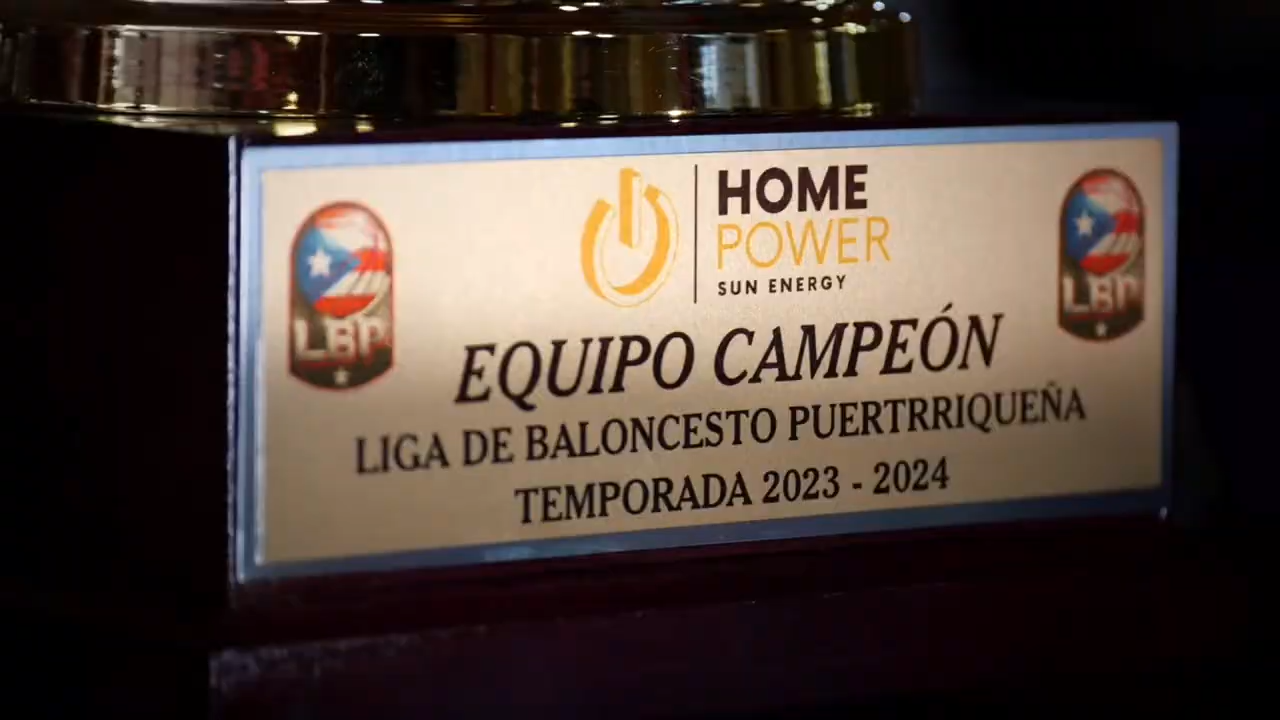 HOME
POWER
SUN ENERGY
LBP
LBP
EQUIPO CAMPEÓN
LIGA DE BALONCESTO PUERTRRIQUEÑA
TEMPORADA 2023 - 2024